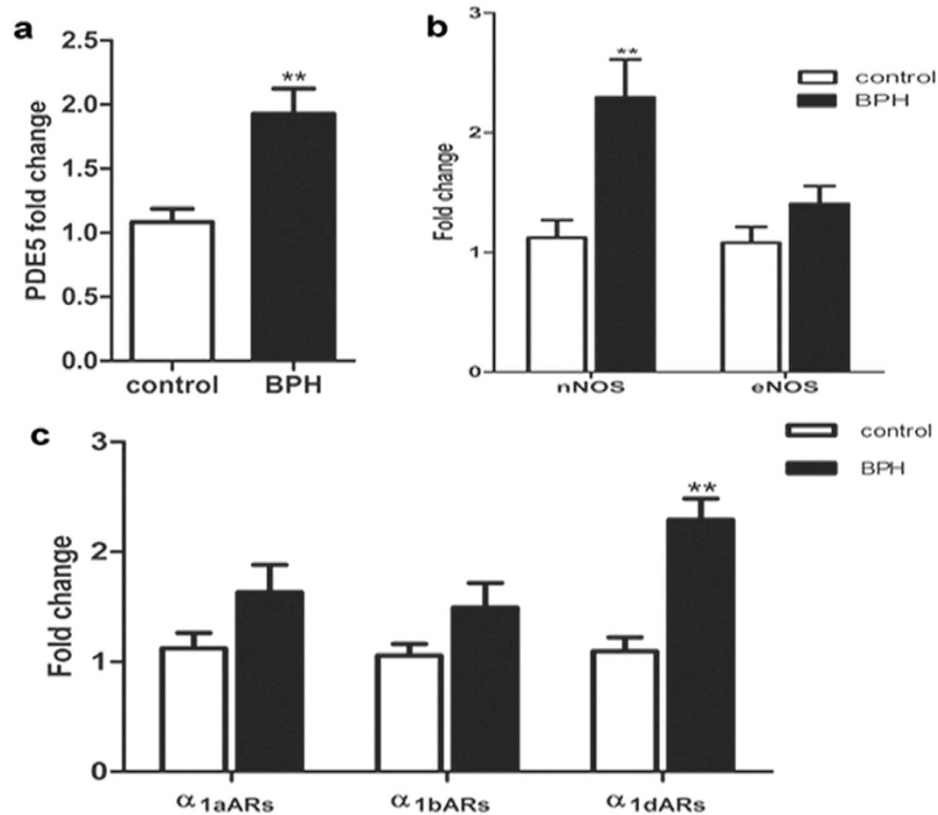 a
PDE5 fold change
2.5
2.0
1.5
1.0
0.5
0.0
**
control
BPH
b
Fold change
3
2
1
0
**
nNOS
eNOS
control
BPH
c
Fold change
3
2
1
0
**
α1aARs
α1bARs
α1dARs
control
BPH